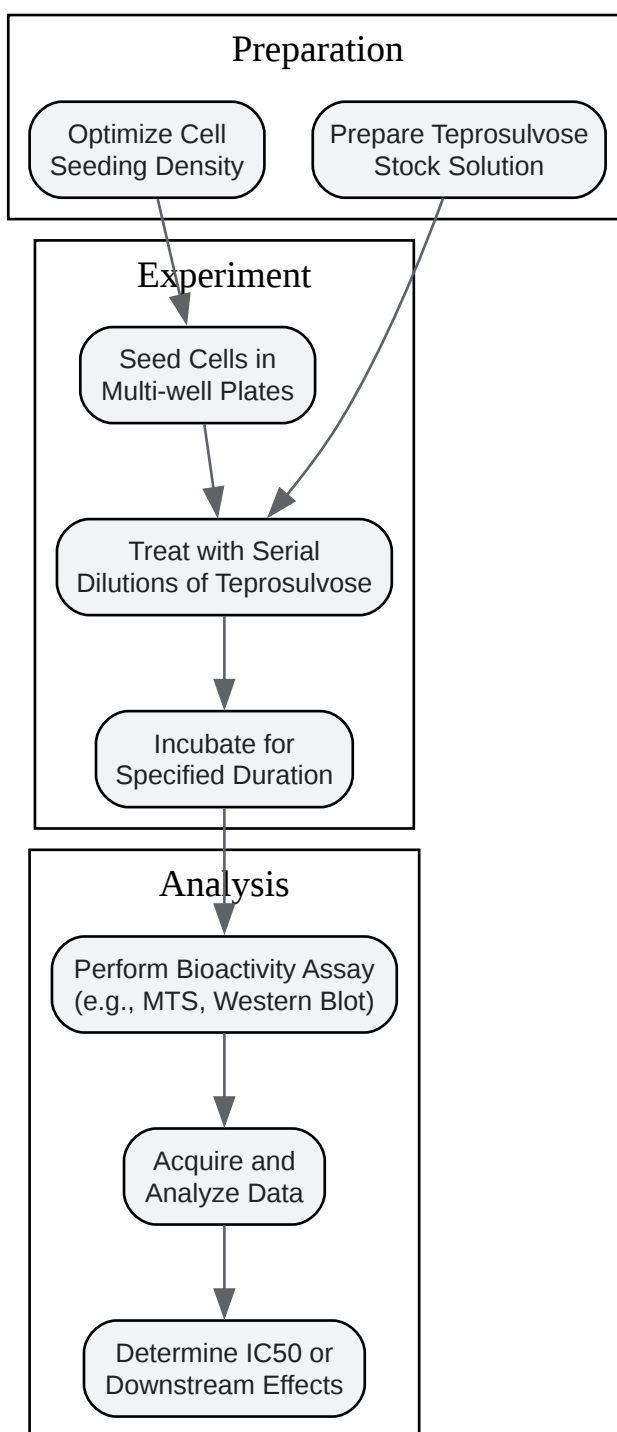 Preparation
Optimize Cell
Seeding Density
Prepare Teprosulvose
Stock Solution
Experiment
Seed Cells in
Multi-well Plates
Treat with Serial
Dilutions of Teprosulvose
Incubate for
Specified Duration
Analysis
Perform Bioactivity Assay
(e.g., MTS, Western Blot)
Acquire and
Analyze Data
Determine IC50 or
Downstream Effects